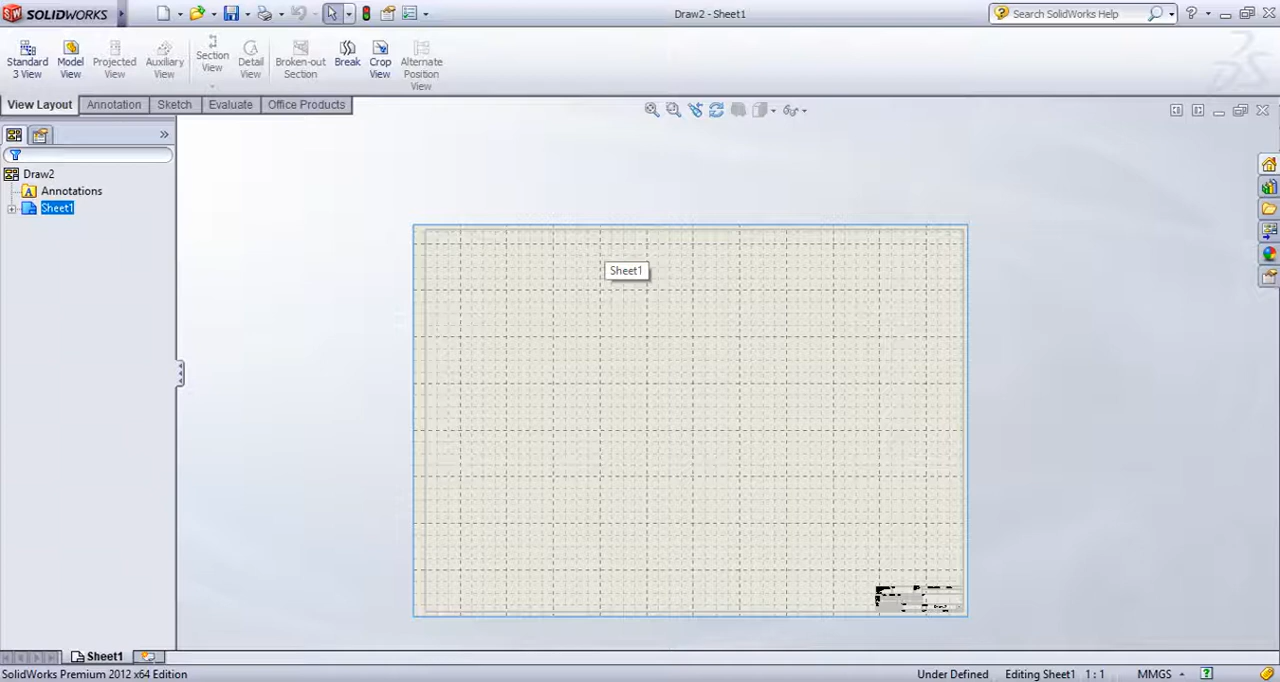 SOLIDWORKS
Draw2 - Sheet1
Search SolidWorks Help
Standard 3 View
Model View
Projected View
Auxiliary View
Section View
Detail View
Broken-out Section
Break
Crop View
Alternate Position View
View Layout
Annotation
Sketch
Evaluate
Office Products
Draw2
Annotations
Sheet1
Sheet1
Sheet1
SolidWorks Premium 2012 x64 Edition
Under Defined
Editing Sheet1
1 : 1
MMGS